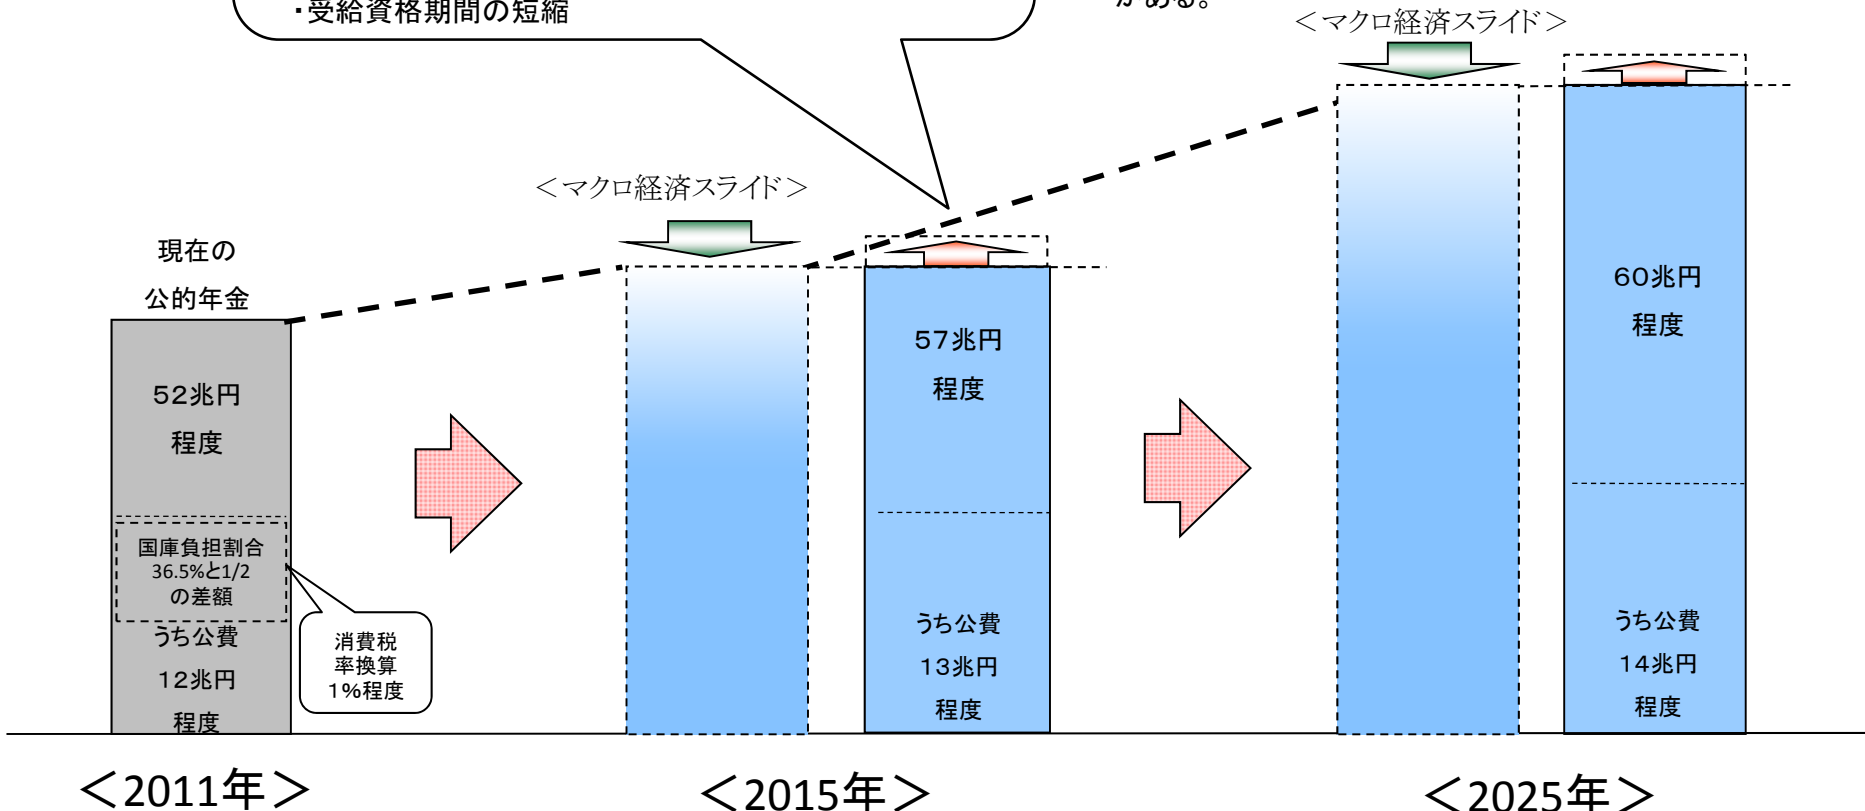 ・受給資格期間の短縮
がある。
＜マクロ経済スライド＞
＜マクロ経済スライド＞
現在の
公的年金
52兆円
程度
国庫負担割合
36.5%と1/2
の差額
うち公費
12兆円
程度
消費税
率換算
1%程度
57兆円
程度
うち公費
13兆円
程度
60兆円
程度
うち公費
14兆円
程度
＜2011年＞
＜2015年＞
＜2025年＞